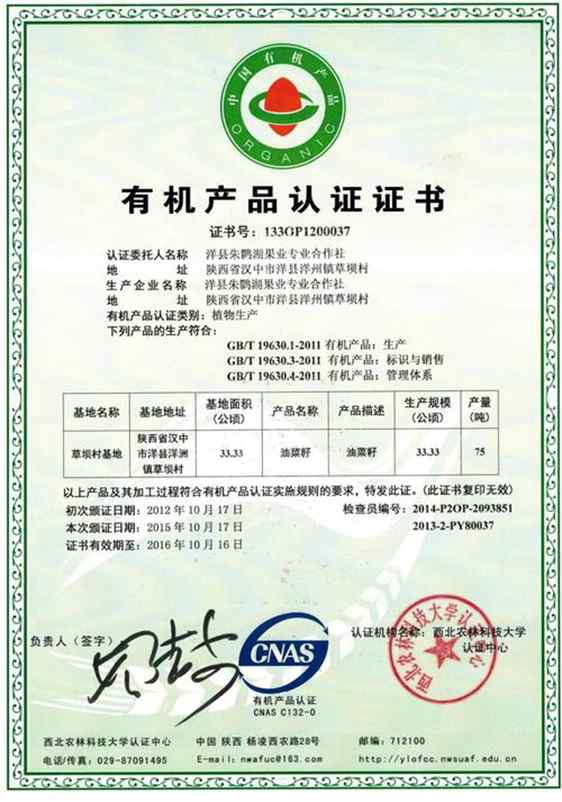 中国有机产品
ORGANIC
有机产品认证证书
证书号：133OP1200037
认证委托人名称 洋县朱鹮湖果业专业合作社
地 址 陕西省汉中市洋县洋州镇草坝村
生产企业名称 洋县朱鹮湖果业专业合作社
地 址 陕西省汉中市洋县洋州镇草坝村
有机产品认证类别：植物生产
下列产品的生产符合：
GB/T 19630.1-2011 有机产品：生产
GB/T 19630.3-2011 有机产品：标识与销售
GB/T 19630.4-2011 有机产品：管理体系
基地名称 基地地址 基地面积（公顷） 产品名称 产品描述 生产规模（公顷） 产量（吨）
草坝村基地 陕西省汉中市洋县洋洲镇草坝村 33.33 油菜籽 油菜籽 33.33 75
以上产品及其加工过程符合有机产品认证实施规则的要求，特发此证。（此证书复印无效）
初次颁证日期：2012 年 10 月 17 日 检查员编号：2014-P2OP-2093851
本次颁证日期：2015 年 10 月 17 日 2013-2-PY80037
证书有效期至：2016 年 10 月 16 日
负责人（签字）
CNAS
有机产品认证
CNAS C132-O
认证机构名称：西北农林科技大学
认证中心
西北农林科技大学认证中心
西北农林科技大学认证中心 中国 陕西 杨凌西农路28号 邮编：712100
电话/传真：029-87091495 E-mail：nwafuc@163.com http://ylofcc.nwsuaf.edu.cn